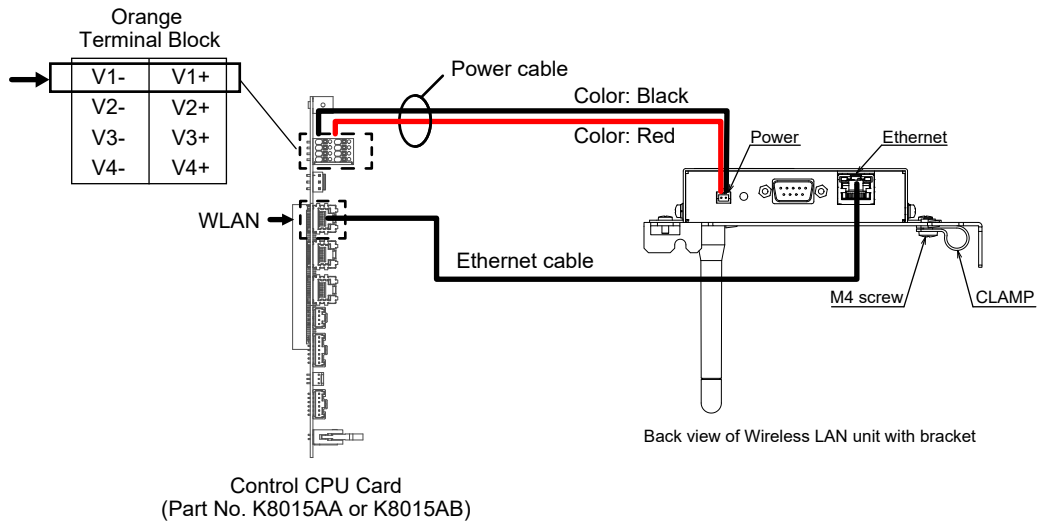 Orange
Terminal Block
V1- V1+
V2- V2+
V3- V3+
V4- V4+
Power cable
Color: Black
Color: Red
Power
Ethernet
WLAN
Ethernet cable
M4 screw
CLAMP
Back view of Wireless LAN unit with bracket
Control CPU Card
(Part No. K8015AA or K8015AB)